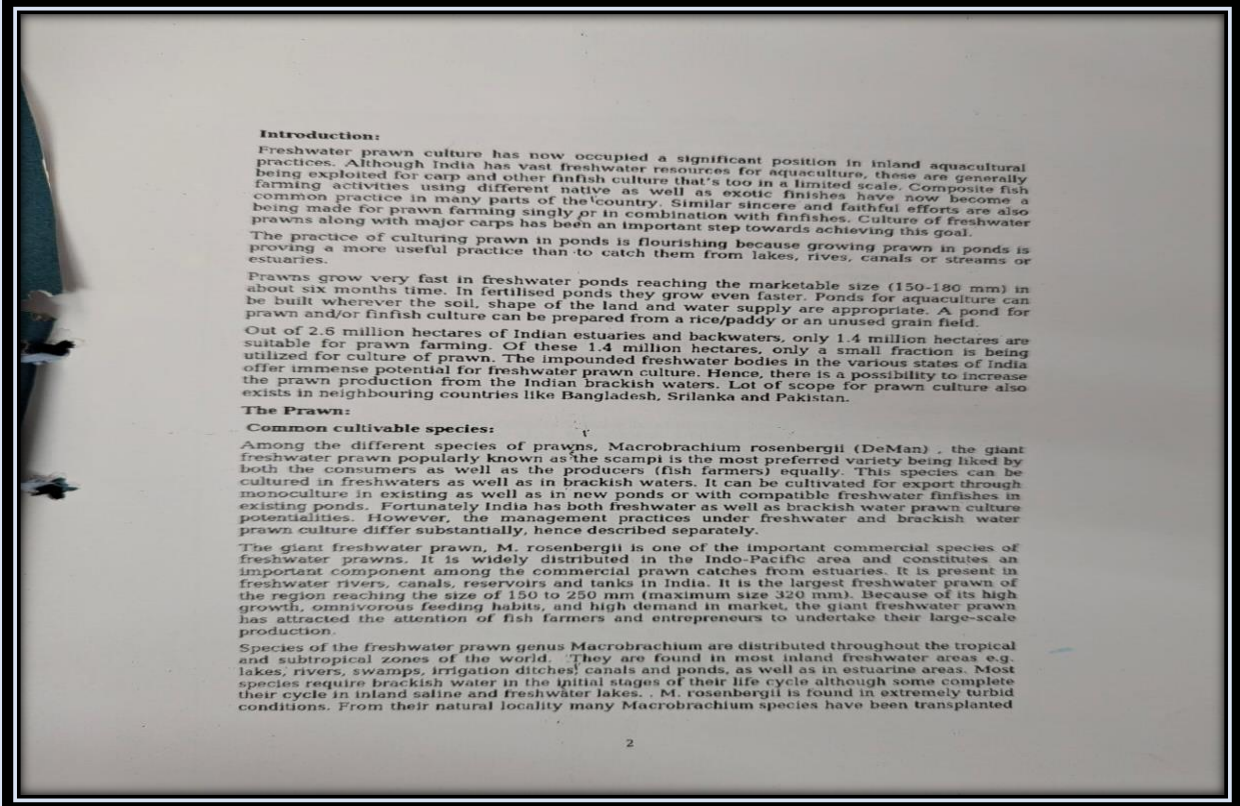 Introduction:
Freshwater prawn culture has now occupied a significant position in inland aquacultural
practices. Although India has vast freshwater resources for aquaculture, these are generally
being exploited for carp and other finfish culture that's too in a limited scale. Composite fish
farming activities using different native as well as exotic finishes have now become a
common practice in many parts of the country. Similar sincere and faithful efforts are also
being made for prawn farming singly or in combination with finfishes. Culture of freshwater
prawns along with major carps has been an important step towards achieving this goal.
The practice of culturing prawn in ponds is flourishing because growing prawn in ponds is
proving a more useful practice than to catch them from lakes, rives, canals or streams or
estuaries.
Prawns grow very fast in freshwater ponds reaching the marketable size (150-180 mm) in
about six months time. In fertilised ponds they grow even faster. Ponds for aquaculture can
be built wherever the soil, shape of the land and water supply are appropriate. A pond for
prawn and/or finfish culture can be prepared from a rice/paddy or an unused grain field.
Out of 2.6 million hectares of Indian estuaries and backwaters, only 1.4 million hectares are
suitable for prawn farming. Of these 1.4 million hectares, only a small fraction is being
utilized for culture of prawn. The impounded freshwater bodies in the various states of India
offer immense potential for freshwater prawn culture. Hence, there is a possibility to increase
the prawn production from the Indian brackish waters. Lot of scope for prawn culture also
exists in neighbouring countries like Bangladesh, Srilanka and Pakistan.
The Prawn:
Common cultivable species:
Among the different species of prawns, Macrobrachium rosenbergii (DeMan) , the giant
freshwater prawn popularly known as the scampi is the most preferred variety being liked by
both the consumers as well as the producers (fish farmers) equally. This species can be
cultured in freshwaters as well as in brackish waters. It can be cultivated for export through
monoculture in existing as well as in new ponds or with compatible freshwater finfishes in
existing ponds. Fortunately India has both freshwater as well as brackish water prawn culture
potentialities. However, the management practices under freshwater and brackish water
prawn culture differ substantially, hence described separately.
The giant freshwater prawn, M. rosenbergii is one of the important commercial species of
freshwater prawns. It is widely distributed in the Indo-Pacific area and constitutes an
important component among the commercial prawn catches from estuaries. It is present in
freshwater rivers, canals, reservoirs and tanks in India. It is the largest freshwater prawn of
the region reaching the size of 150 to 250 mm (maximum size 320 mm). Because of its high
growth, omnivorous feeding habits, and high demand in market, the giant freshwater prawn
has attracted the attention of fish farmers and entrepreneurs to undertake their large-scale
production.
Species of the freshwater prawn genus Macrobrachium are distributed throughout the tropical
and subtropical zones of the world. They are found in most inland freshwater areas e.g.
lakes, rivers, swamps, irrigation ditches, canals and ponds, as well as in estuarine areas. Most
species require brackish water in the initial stages of their life cycle although some complete
their cycle in inland saline and freshwater lakes. . M. rosenbergii is found in extremely turbid
conditions. From their natural locality many Macrobrachium species have been transplanted
2